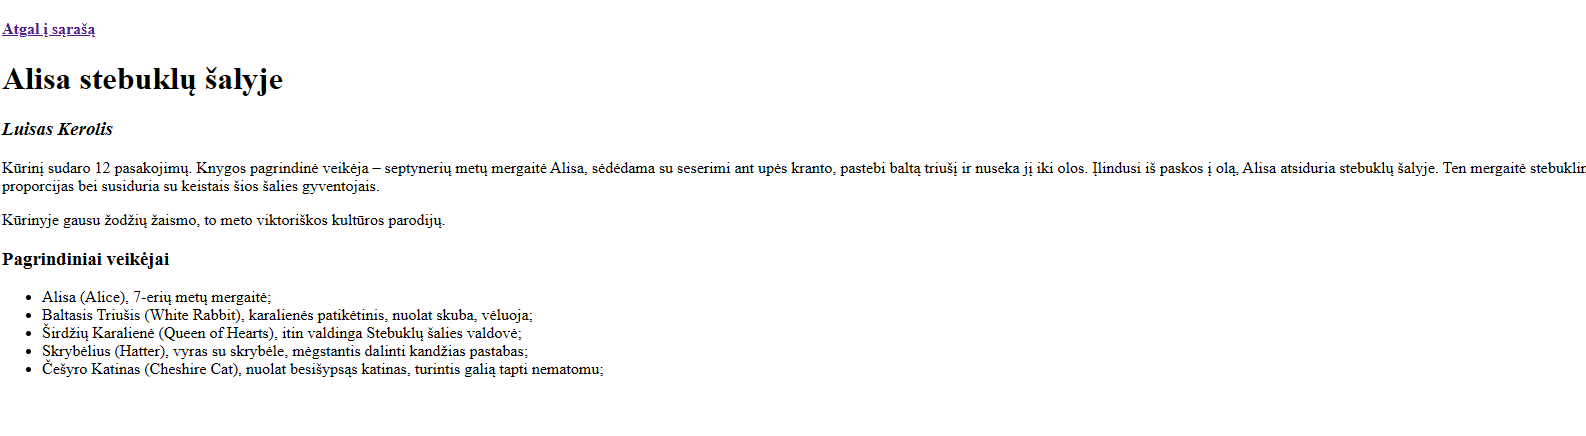 Atgal į sąrašą
Alisa stebuklų šalyje
Luisas Kerolis
Kūrinį sudaro 12 pasakojimų. Knygos pagrindinė veikėja – septynerių metų mergaitė Alisa, sėdėdama su seserimi ant upės kranto, pastebi baltą triušį ir nuseka jį iki olos. Įlindusi iš paskos į olą, Alisa atsiduria stebuklų šalyje. Ten mergaitė
proporcijas bei susiduria su keistais šios šalies gyventojais.
Kūrinyje gausu žodžių žaismo, to meto viktoriškos kultūros parodijų.
Pagrindiniai veikėjai
• Alisa (Alice), 7-erių metų mergaitė;
• Baltasis Triušis (White Rabbit), karalienės patikėtinis, nuolat skuba, vėluoja;
• Širdžių Karalienė (Queen of Hearts), itin valdinga Stebuklų šalies valdovė;
• Skrybėlius (Hatter), vyras su skrybėle, mėgstantis dalinti kandžias pastabas;
• Češyro Katinas (Cheshire Cat), nuolat besišypsąs katinas, turintis galią tapti nematomu;